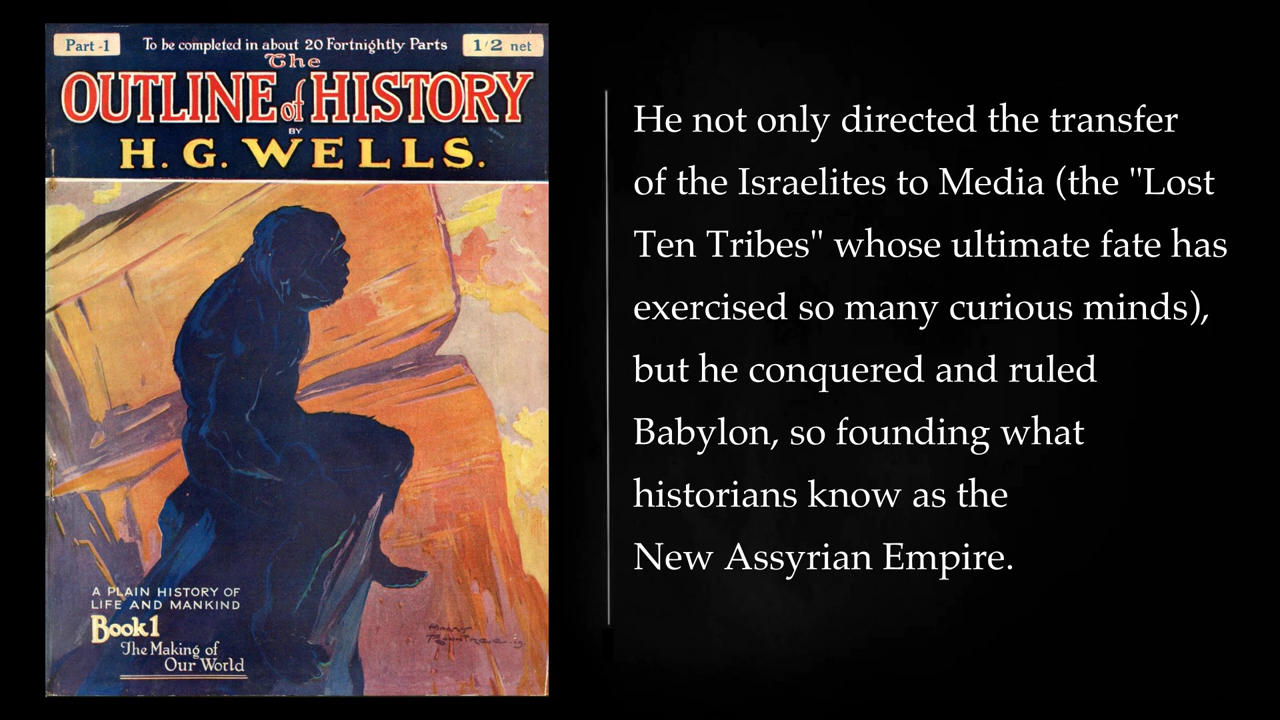 Part -1
To be completed in about 20 Fortnightly Parts
1/2 net
The
OUTLINE of HISTORY
BY
H. G. WELLS.
A PLAIN HISTORY OF
LIFE AND MANKIND
Book 1
The Making of
Our World
He not only directed the transfer
of the Israelites to Media (the "Lost
Ten Tribes" whose ultimate fate has
exercised so many curious minds),
but he conquered and ruled
Babylon, so founding what
historians know as the
New Assyrian Empire.